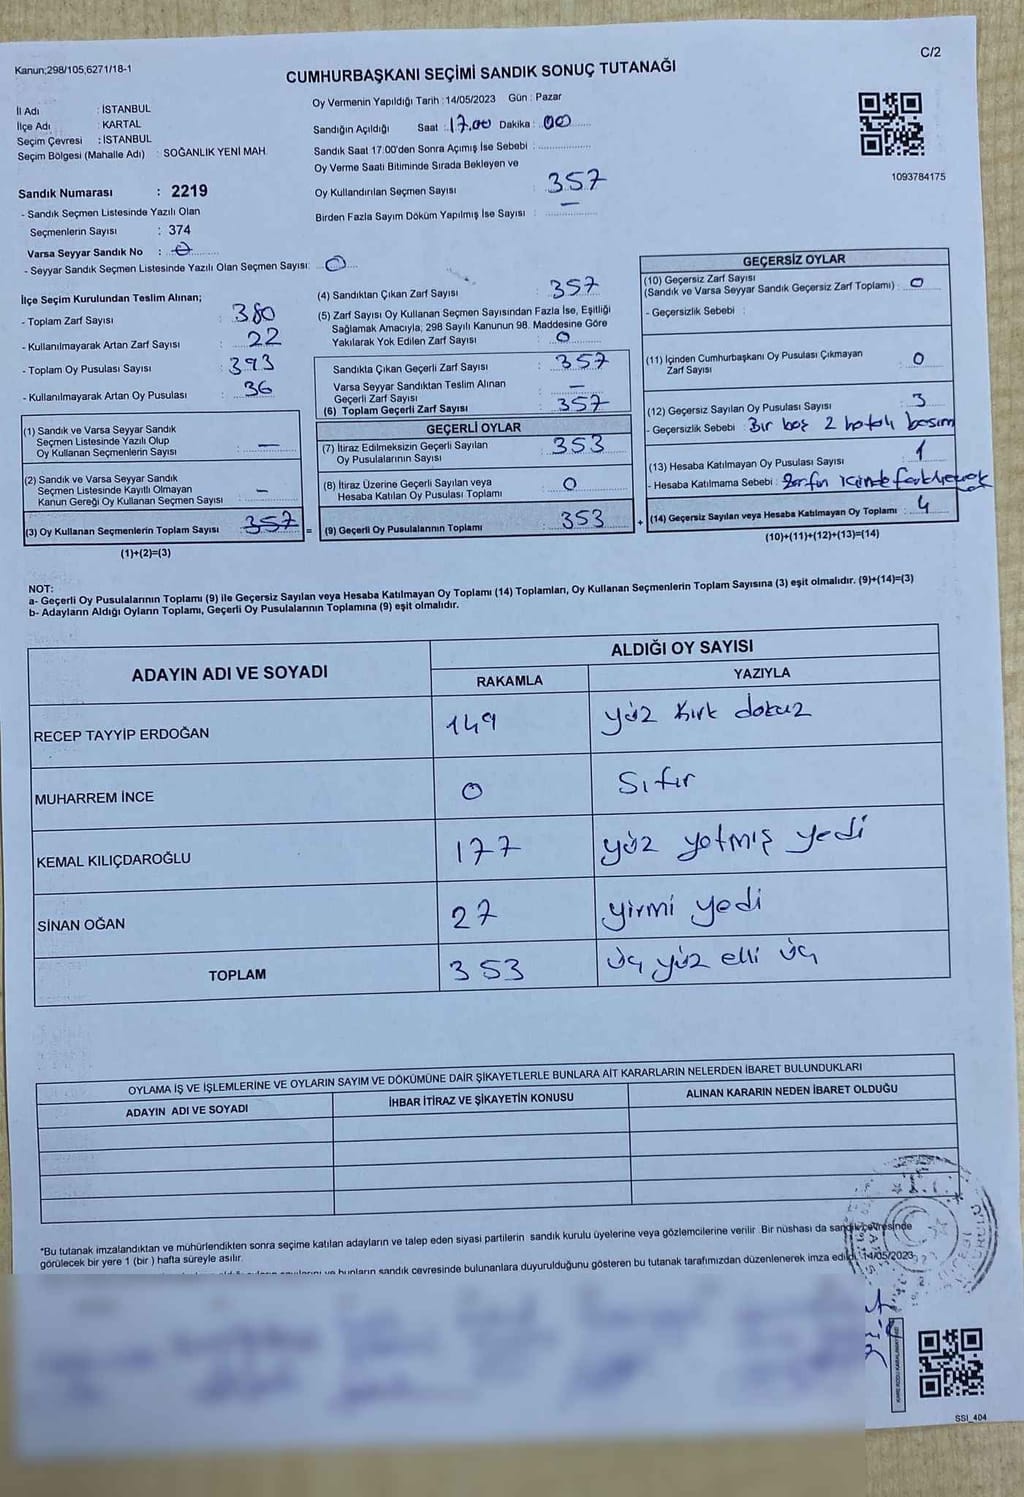 Kanun;298/105,6271/18-1
C/2
CUMHURBAŞKANI SEÇİMİ SANDIK SONUÇ TUTANAĞI
İl Adı : İSTANBUL
İlçe Adı : KARTAL
Seçim Çevresi : İSTANBUL
Seçim Bölgesi (Mahalle Adı) : SOĞANLIK YENİ MAH.
Oy Vermenin Yapıldığı Tarih : 14/05/2023 Gün : Pazar
Sandığın Açıldığı Saat : 17.00 Dakika : 00
Sandık Saat 17:00'den Sonra Açımış İse Sebebi :
Oy Verme Saati Bitiminde Sırada Bekleyen ve
Oy Kullandırılan Seçmen Sayısı : 357
Birden Fazla Sayım Döküm Yapılmış İse Sayısı : —
1093784175
Sandık Numarası : 2219
- Sandık Seçmen Listesinde Yazılı Olan
Seçmenlerin Sayısı : 374
Varsa Seyyar Sandık No : 0
- Seyyar Sandık Seçmen Listesinde Yazılı Olan Seçmen Sayısı: 0
İlçe Seçim Kurulundan Teslim Alınan;
- Toplam Zarf Sayısı : 380
- Kullanılmayarak Artan Zarf Sayısı : 22
- Toplam Oy Pusulası Sayısı : 393
- Kullanılmayarak Artan Oy Pusulası : 36
(1) Sandık ve Varsa Seyyar Sandık
Seçmen Listesinde Yazılı Olup
Oy Kullanan Seçmenlerin Sayısı : —
(2) Sandık ve Varsa Seyyar Sandık
Seçmen Listesinde Kayıtlı Olmayan
Kanun Gereği Oy Kullanan Seçmen Sayısı : —
(3) Oy Kullanan Seçmenlerin Toplam Sayısı : 357 =
(1)+(2)=(3)
(4) Sandıktan Çıkan Zarf Sayısı : 357
(5) Zarf Sayısı Oy Kullanan Seçmen Sayısından Fazla İse, Eşitliği
Sağlamak Amacıyla, 298 Sayılı Kanunun 98. Maddesine Göre
Yakılarak Yok Edilen Zarf Sayısı : 0
Sandıkta Çıkan Geçerli Zarf Sayısı : 357
Varsa Seyyar Sandıktan Teslim Alınan
Geçerli Zarf Sayısı : —
(6) Toplam Geçerli Zarf Sayısı : 357
GEÇERLİ OYLAR
(7) İtiraz Edilmeksizin Geçerli Sayılan
Oy Pusulalarının Sayısı : 353
(8) İtiraz Üzerine Geçerli Sayılan veya
Hesaba Katılan Oy Pusulası Toplamı : 0
(9) Geçerli Oy Pusulalarının Toplamı : 353 +
GEÇERSİZ OYLAR
(10) Geçersiz Zarf Sayısı
(Sandık ve Varsa Seyyar Sandık Geçersiz Zarf Toplamı) : 0
- Geçersizlik Sebebi :
(11) İçinden Cumhurbaşkanı Oy Pusulası Çıkmayan
Zarf Sayısı : 0
(12) Geçersiz Sayılan Oy Pusulası Sayısı : 3
- Geçersizlik Sebebi : Bir boş 2 hatalı basım
(13) Hesaba Katılmayan Oy Pusulası Sayısı : 1
- Hesaba Katılmama Sebebi : Zarfın içinde
(14) Geçersiz Sayılan veya Hesaba Katılmayan Oy Toplamı : 4
(10)+(11)+(12)+(13)=(14)
NOT:
a- Geçerli Oy Pusulalarının Toplamı (9) ile Geçersiz Sayılan veya Hesaba Katılmayan Oy Toplamı (14) Toplamları, Oy Kullanan Seçmenlerin Toplam Sayısına (3) eşit olmalıdır. (9)+(14)=(3)
b- Adayların Aldığı Oyların Toplamı, Geçerli Oy Pusulalarının Toplamına (9) eşit olmalıdır.
ADAYIN ADI VE SOYADI
ALDIĞI OY SAYISI
RAKAMLA YAZIYLA
RECEP TAYYİP ERDOĞAN 149 yüz kırk dokuz
MUHARREM İNCE 0 Sıfır
KEMAL KILIÇDAROĞLU 177 yüz yetmiş yedi
SİNAN OĞAN 27 yirmi yedi
TOPLAM 353 üç yüz elli üç
OYLAMA İŞ VE İŞLEMLERİNE VE OYLARIN SAYIM VE DÖKÜMÜNE DAİR ŞİKAYETLERLE BUNLARA AİT KARARLARIN NELERDEN İBARET BULUNDUKLARI
ADAYIN ADI VE SOYADI İHBAR İTİRAZ VE ŞİKAYETİN KONUSU ALINAN KARARIN NEDEN İBARET OLDUĞU
*Bu tutanak imzalandıktan ve mühürlendikten sonra seçime katılan adayların ve talep eden siyasi partilerin sandık kurulu üyelerine veya gözlemcilerine verilir. Bir nüshası da sandık çevresinde
görülecek bir yere 1 (bir ) hafta süreyle asılır.
ve bunların sandık çevresinde bulunanlara duyurulduğunu gösteren bu tutanak tarafımızdan düzenlenerek imza edildi. 14/05/2023
SSI_404